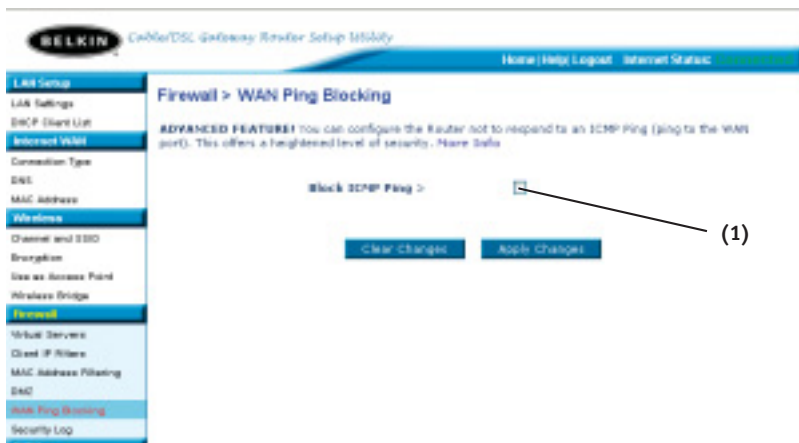 BELKIN Cable/DSL Gateway Router Setup Utility
Home|Help|Logout Internet Status:
LAN Setup
LAN Settings
DHCP Client List
Internet WAN
Connection Type
DNS
MAC Address
Wireless
Channel and SSID
Encryption
Use as Access Point
Wireless Bridge
Firewall
Virtual Servers
Client IP Filters
MAC Address Filtering
DMZ
WAN Ping Blocking
Security Log
Firewall > WAN Ping Blocking
ADVANCED FEATURE! You can configure the Router not to respond to an ICMP Ping (ping to the WAN
port). This offers a heightened level of security. More Info
Block ICMP Ping >
(1)
Clear Changes Apply Changes